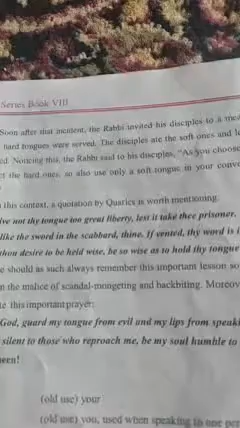 Series Book VIII
Soon after that incident, the Rabbi invited his disciples to a
hard tongues were served. The disciples ate the soft ones and
ed. Noticing this, the Rabbi said to his disciples, "As you choose
ct the hard ones, so also use only a soft tongue in your conve
this context, a quotation by Quarics is worth mentioning.
ive not thy tongue too great liberty, lest it take thee prisoner.
like the sword in the scabbard, thine. If vented, thy word is i
thou desire to be held wise, be so wise as to hold thy tongue
e should as such always remember this important lesson so
m the malice of scandal-mongering and backbiting. Moreov
te this important prayer:
God, guard my tongue from evil and my lips from speaki
silent to those who reproach me, be my soul humble to
een!
(old use) your
(old use) you, used when speaking to one per